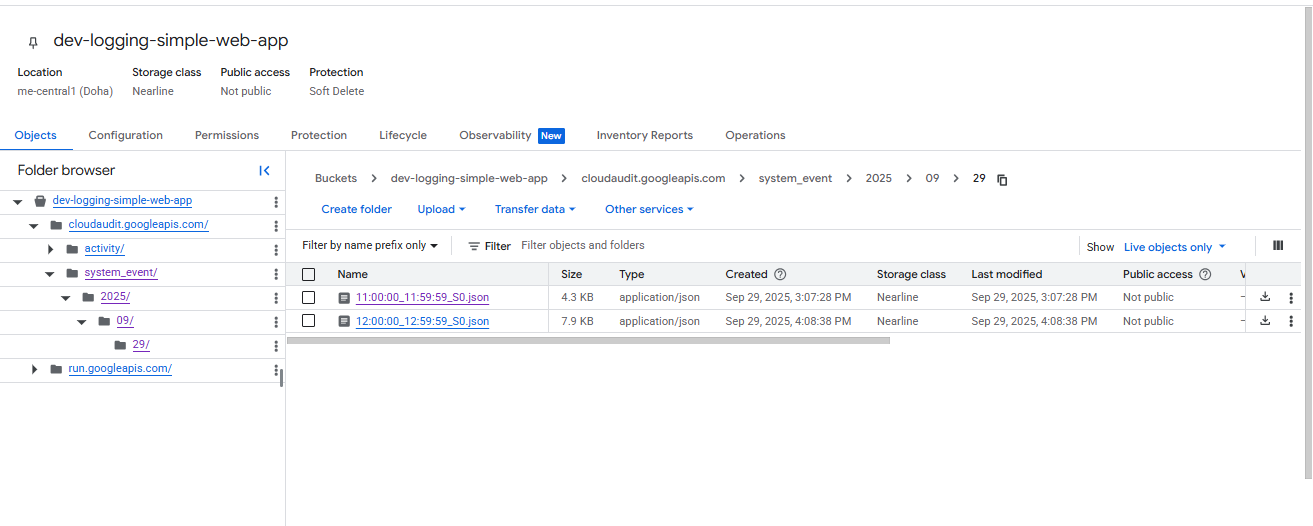 dev-logging-simple-web-app
Location Storage class Public access Protection
me-central1 (Doha) Nearline Not public Soft Delete
Objects Configuration Permissions Protection Lifecycle Observability New Inventory Reports Operations
Folder browser
dev-logging-simple-web-app
cloudaudit.googleapis.com/
activity/
system_event/
2025/
09/
29/
run.googleapis.com/
Buckets > dev-logging-simple-web-app > cloudaudit.googleapis.com > system_event > 2025 > 09 > 29
Create folder Upload Transfer data Other services
Filter by name prefix only Filter Filter objects and folders Show Live objects only
Name Size Type Created Storage class Last modified Public access V
11:00:00_11:59:59_S0.json 4.3 KB application/json Sep 29, 2025, 3:07:28 PM Nearline Sep 29, 2025, 3:07:28 PM Not public –
12:00:00_12:59:59_S0.json 7.9 KB application/json Sep 29, 2025, 4:08:38 PM Nearline Sep 29, 2025, 4:08:38 PM Not public –